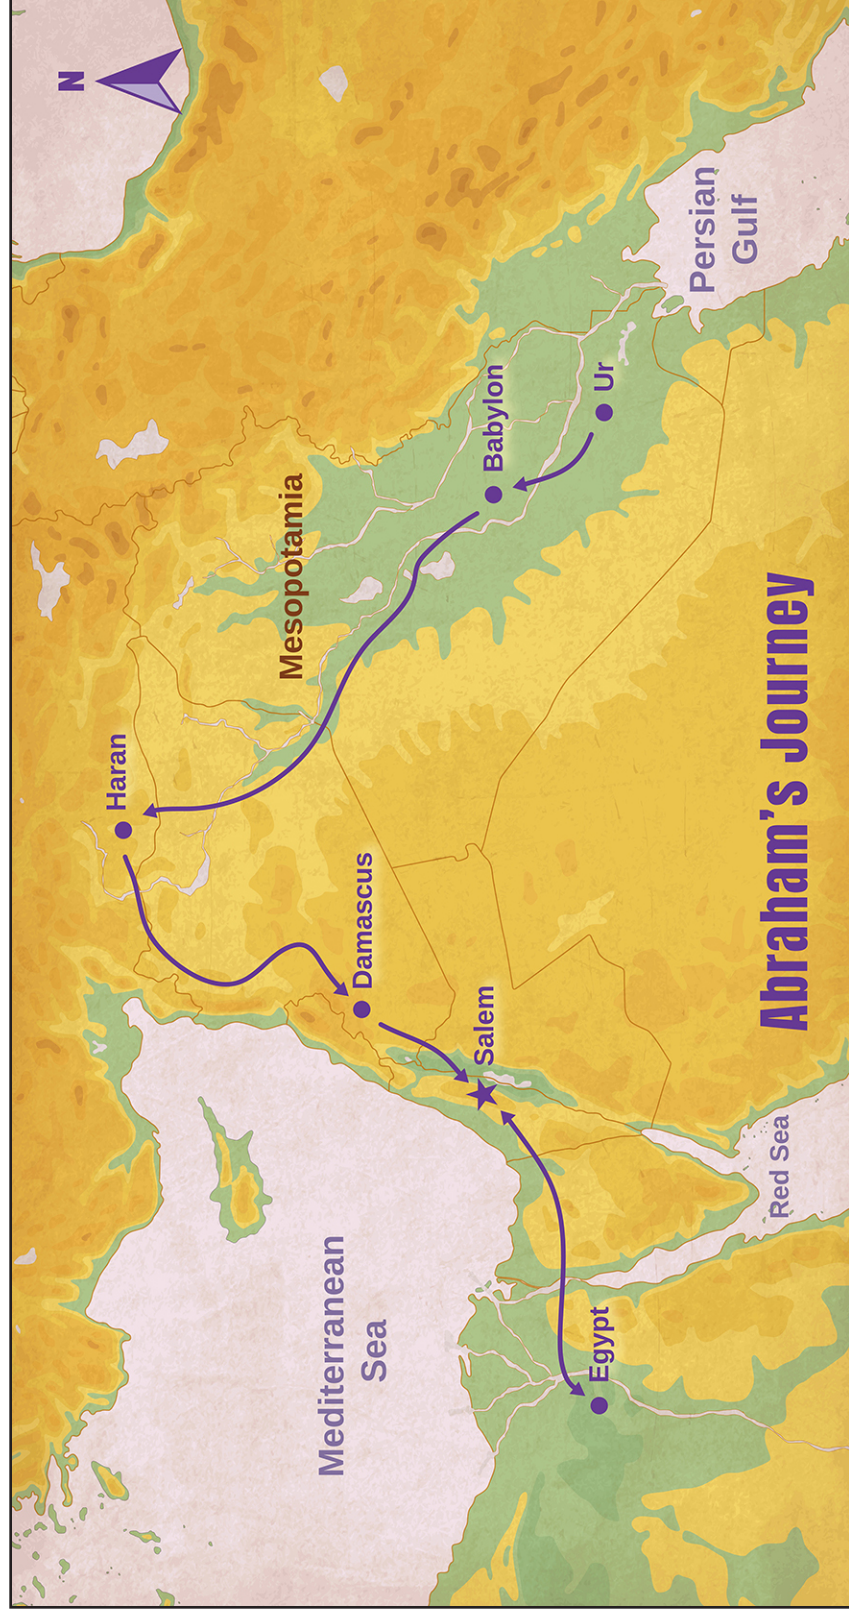 N
Persian
Gulf
Ur
Babylon
Mesopotamia
Haran
Damascus
Salem
Mediterranean
Sea
Egypt
Red Sea
Abraham's Journey